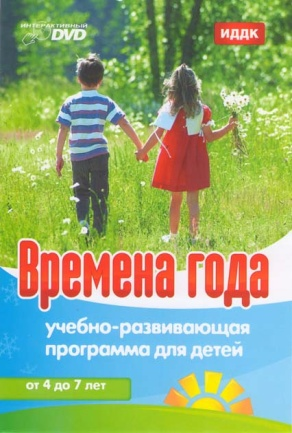 ИНТЕРАКТИВНЫЙ
DVD
ИДДК
Времена года
учебно-развивающая
программа для детей
от 4 до 7 лет